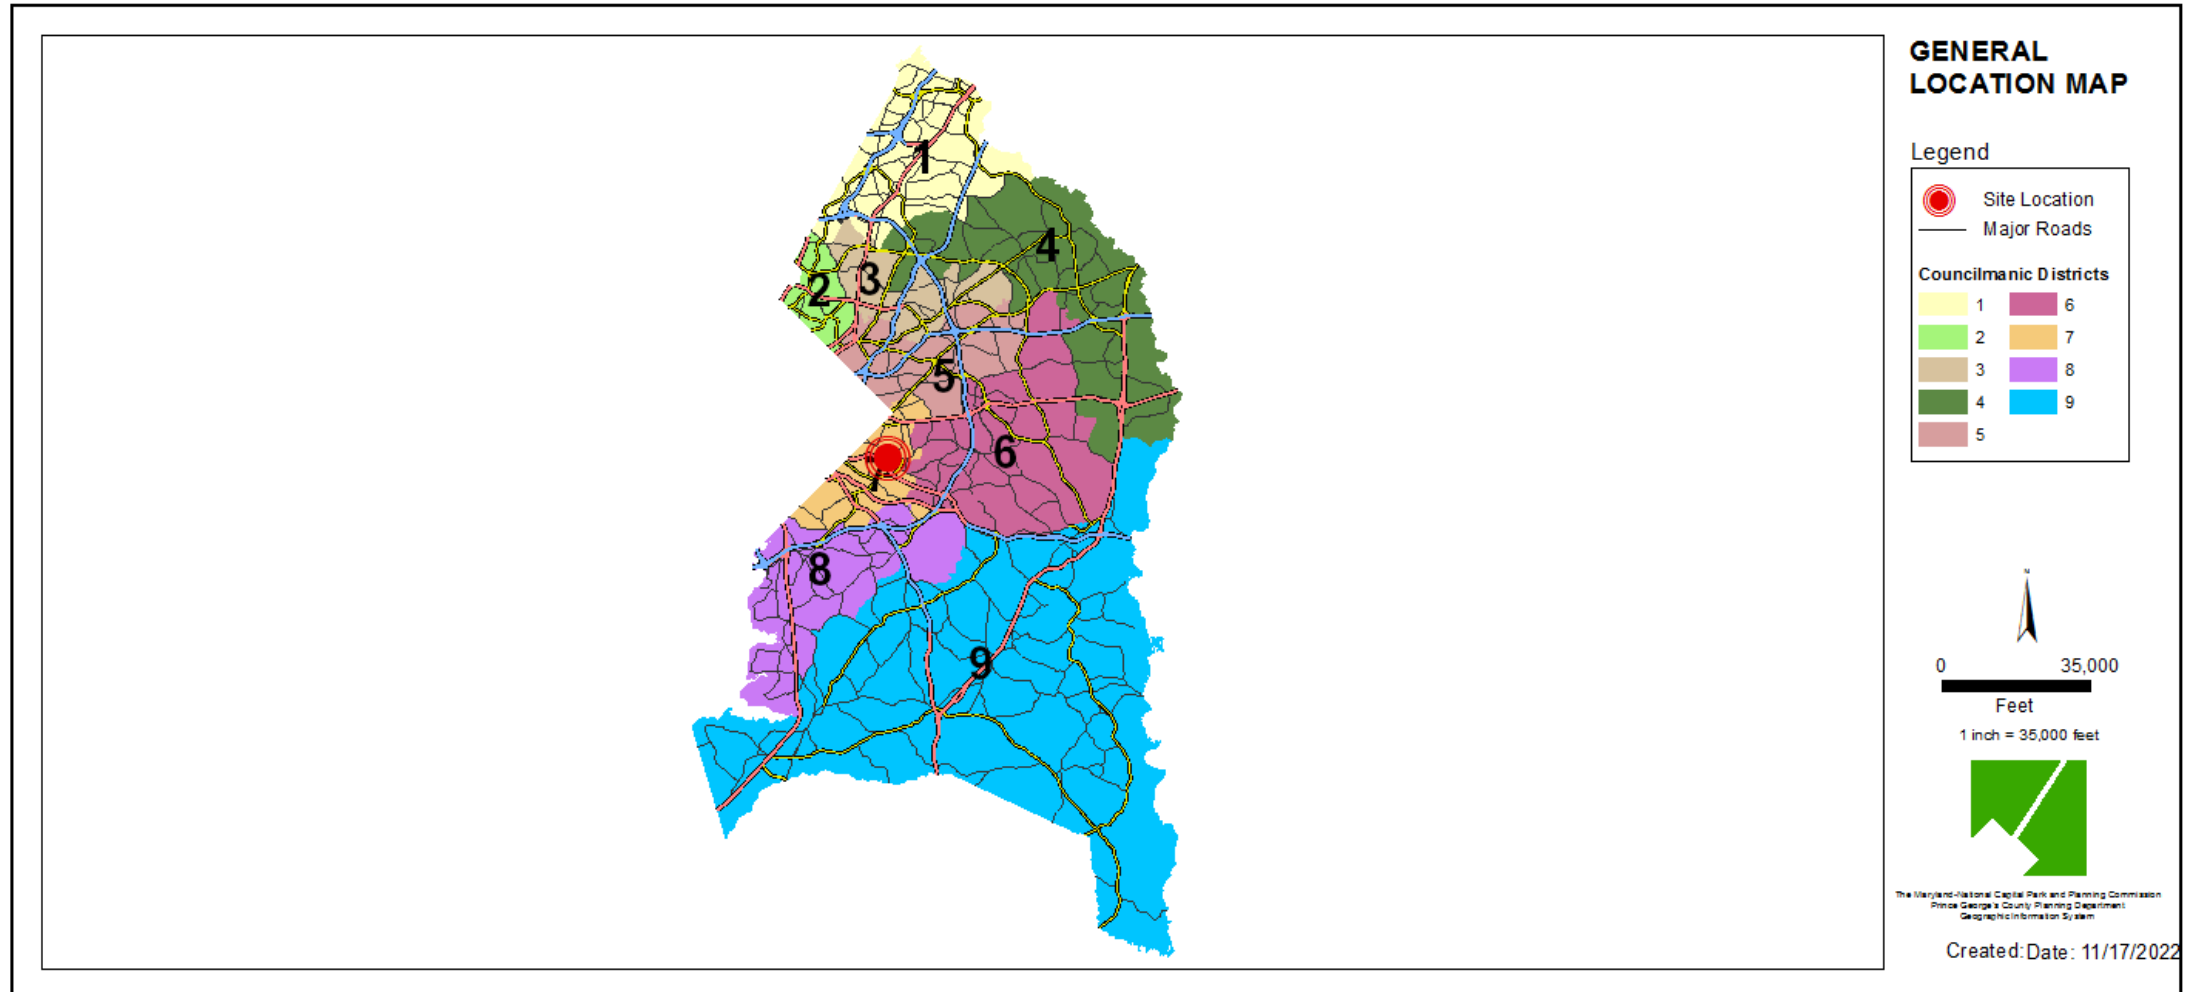 GENERAL
LOCATION MAP
Legend
Site Location
Major Roads
Councilmanic Districts
1 6
2 7
3 8
4 9
5
1
4
3
2
5
6
7
8
9
N
0 35,000
Feet
1 inch = 35,000 feet
The Maryland-National Capital Park and Planning Commission
Prince George's County Planning Department
Geographic Information System
Created: Date: 11/17/2022